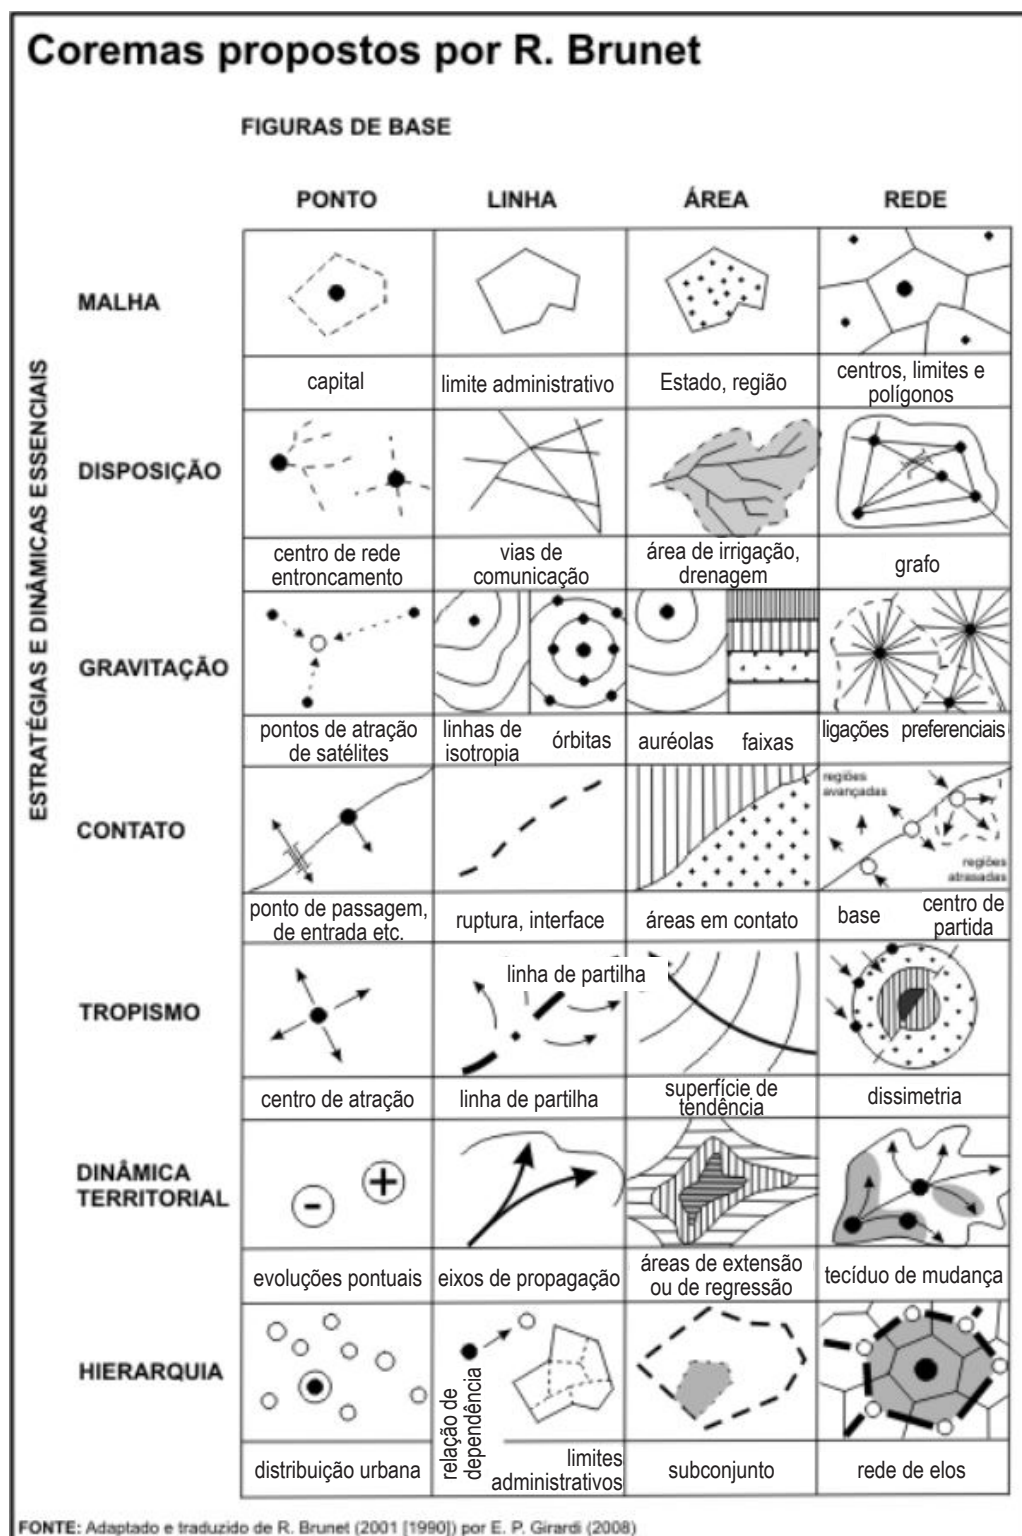 Coremas propostos por R. Brunet
FIGURAS DE BASE
PONTO LINHA ÁREA REDE
ESTRATÉGIAS E DINÂMICAS ESSENCIAIS
MALHA
capital
limite administrativo
Estado, região
centros, limites e
polígonos
DISPOSIÇÃO
centro de rede
entroncamento
vias de
comunicação
área de irrigação,
drenagem
grafo
GRAVITAÇÃO
pontos de atração
de satélites
linhas de
isotropia
órbitas
auréolas
faixas
ligações preferenciais
CONTATO
regiões
avançadas
regiões
atrasadas
ponto de passagem,
de entrada etc.
ruptura, interface
áreas em contato
base
centro de
partida
TROPISMO
linha de partilha
centro de atração
linha de partilha
superfície de
tendência
dissimetria
DINÂMICA
TERRITORIAL
-
+
evoluções pontuais
eixos de propagação
áreas de extensão
ou de regressão
tecíduo de mudança
HIERARQUIA
distribuição urbana
relação de
dependência
limites
administrativos
subconjunto
rede de elos
FONTE: Adaptado e traduzido de R. Brunet (2001 [1990]) por E. P. Girardi (2008)